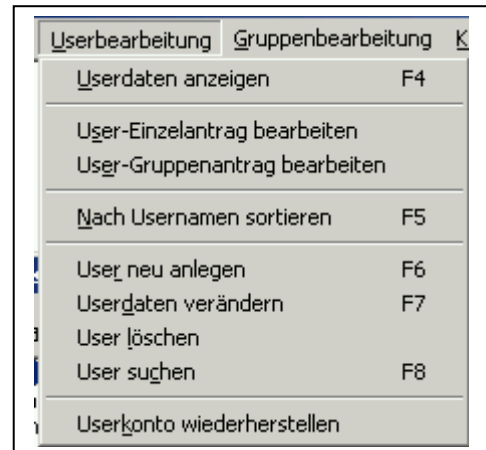 Userbearbeitung Gruppenbearbeitung K
Userdaten anzeigen F4
User-Einzelantrag bearbeiten
User-Gruppenantrag bearbeiten
Nach Usernamen sortieren F5
User neu anlegen F6
Userdaten verändern F7
User löschen
User suchen F8
Userkonto wiederherstellen